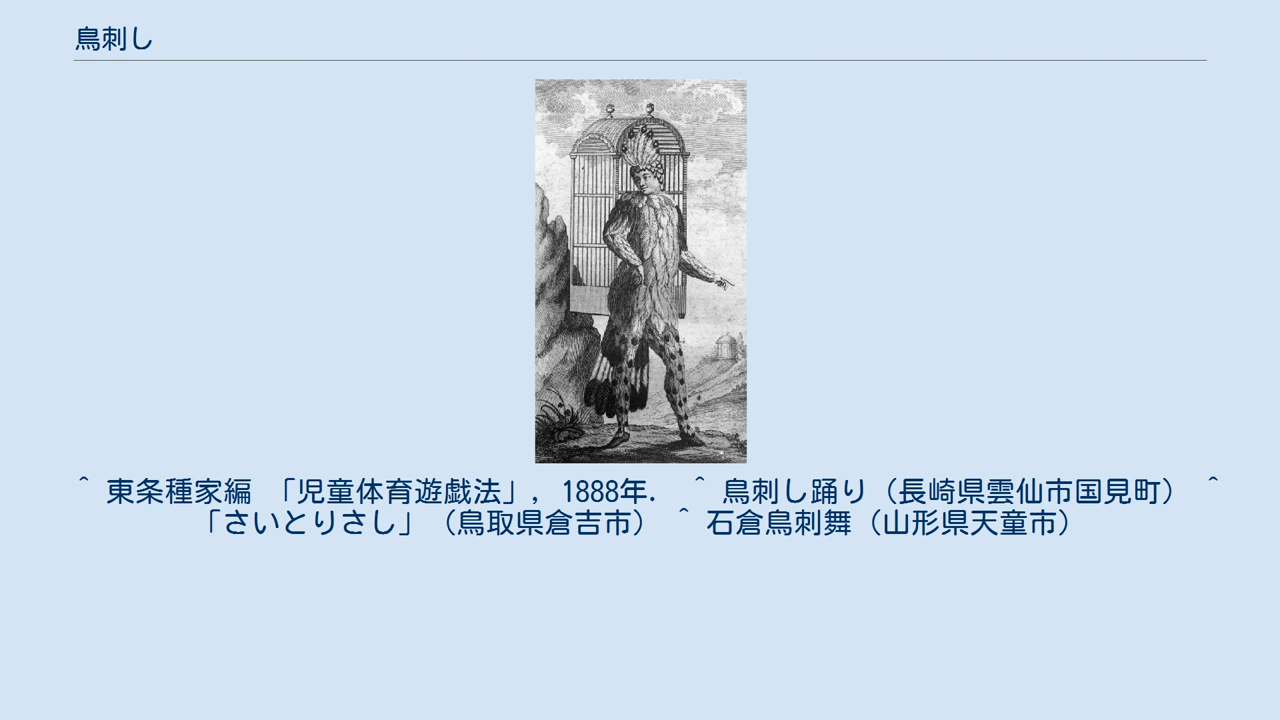 鳥刺し
^ 東条種家編 「児童体育遊戯法」, 1888年. ^ 鳥刺し踊り（長崎県雲仙市国見町） ^
「さいとりさし」（鳥取県倉吉市） ^ 石倉鳥刺舞（山形県天童市）